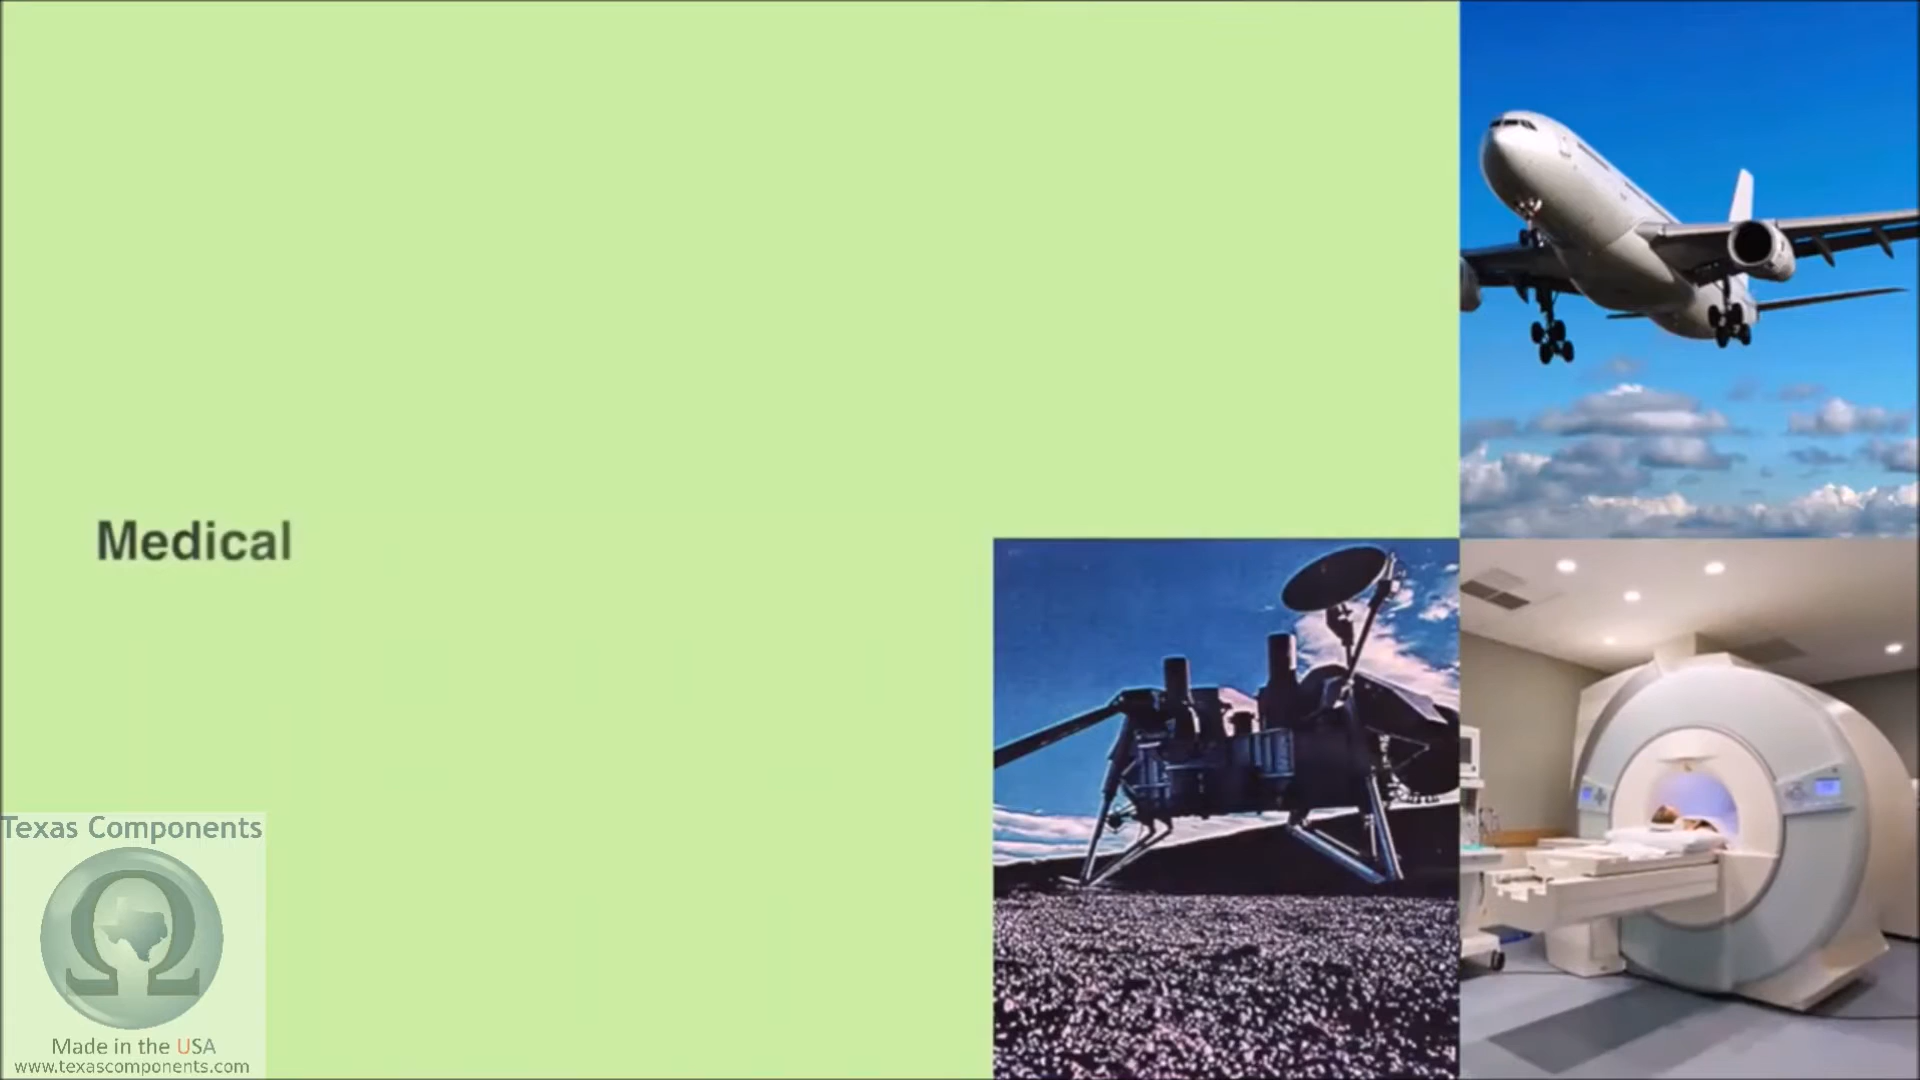 Medical
Texas Components
Ω
Made in the USA
www.texascomponents.com